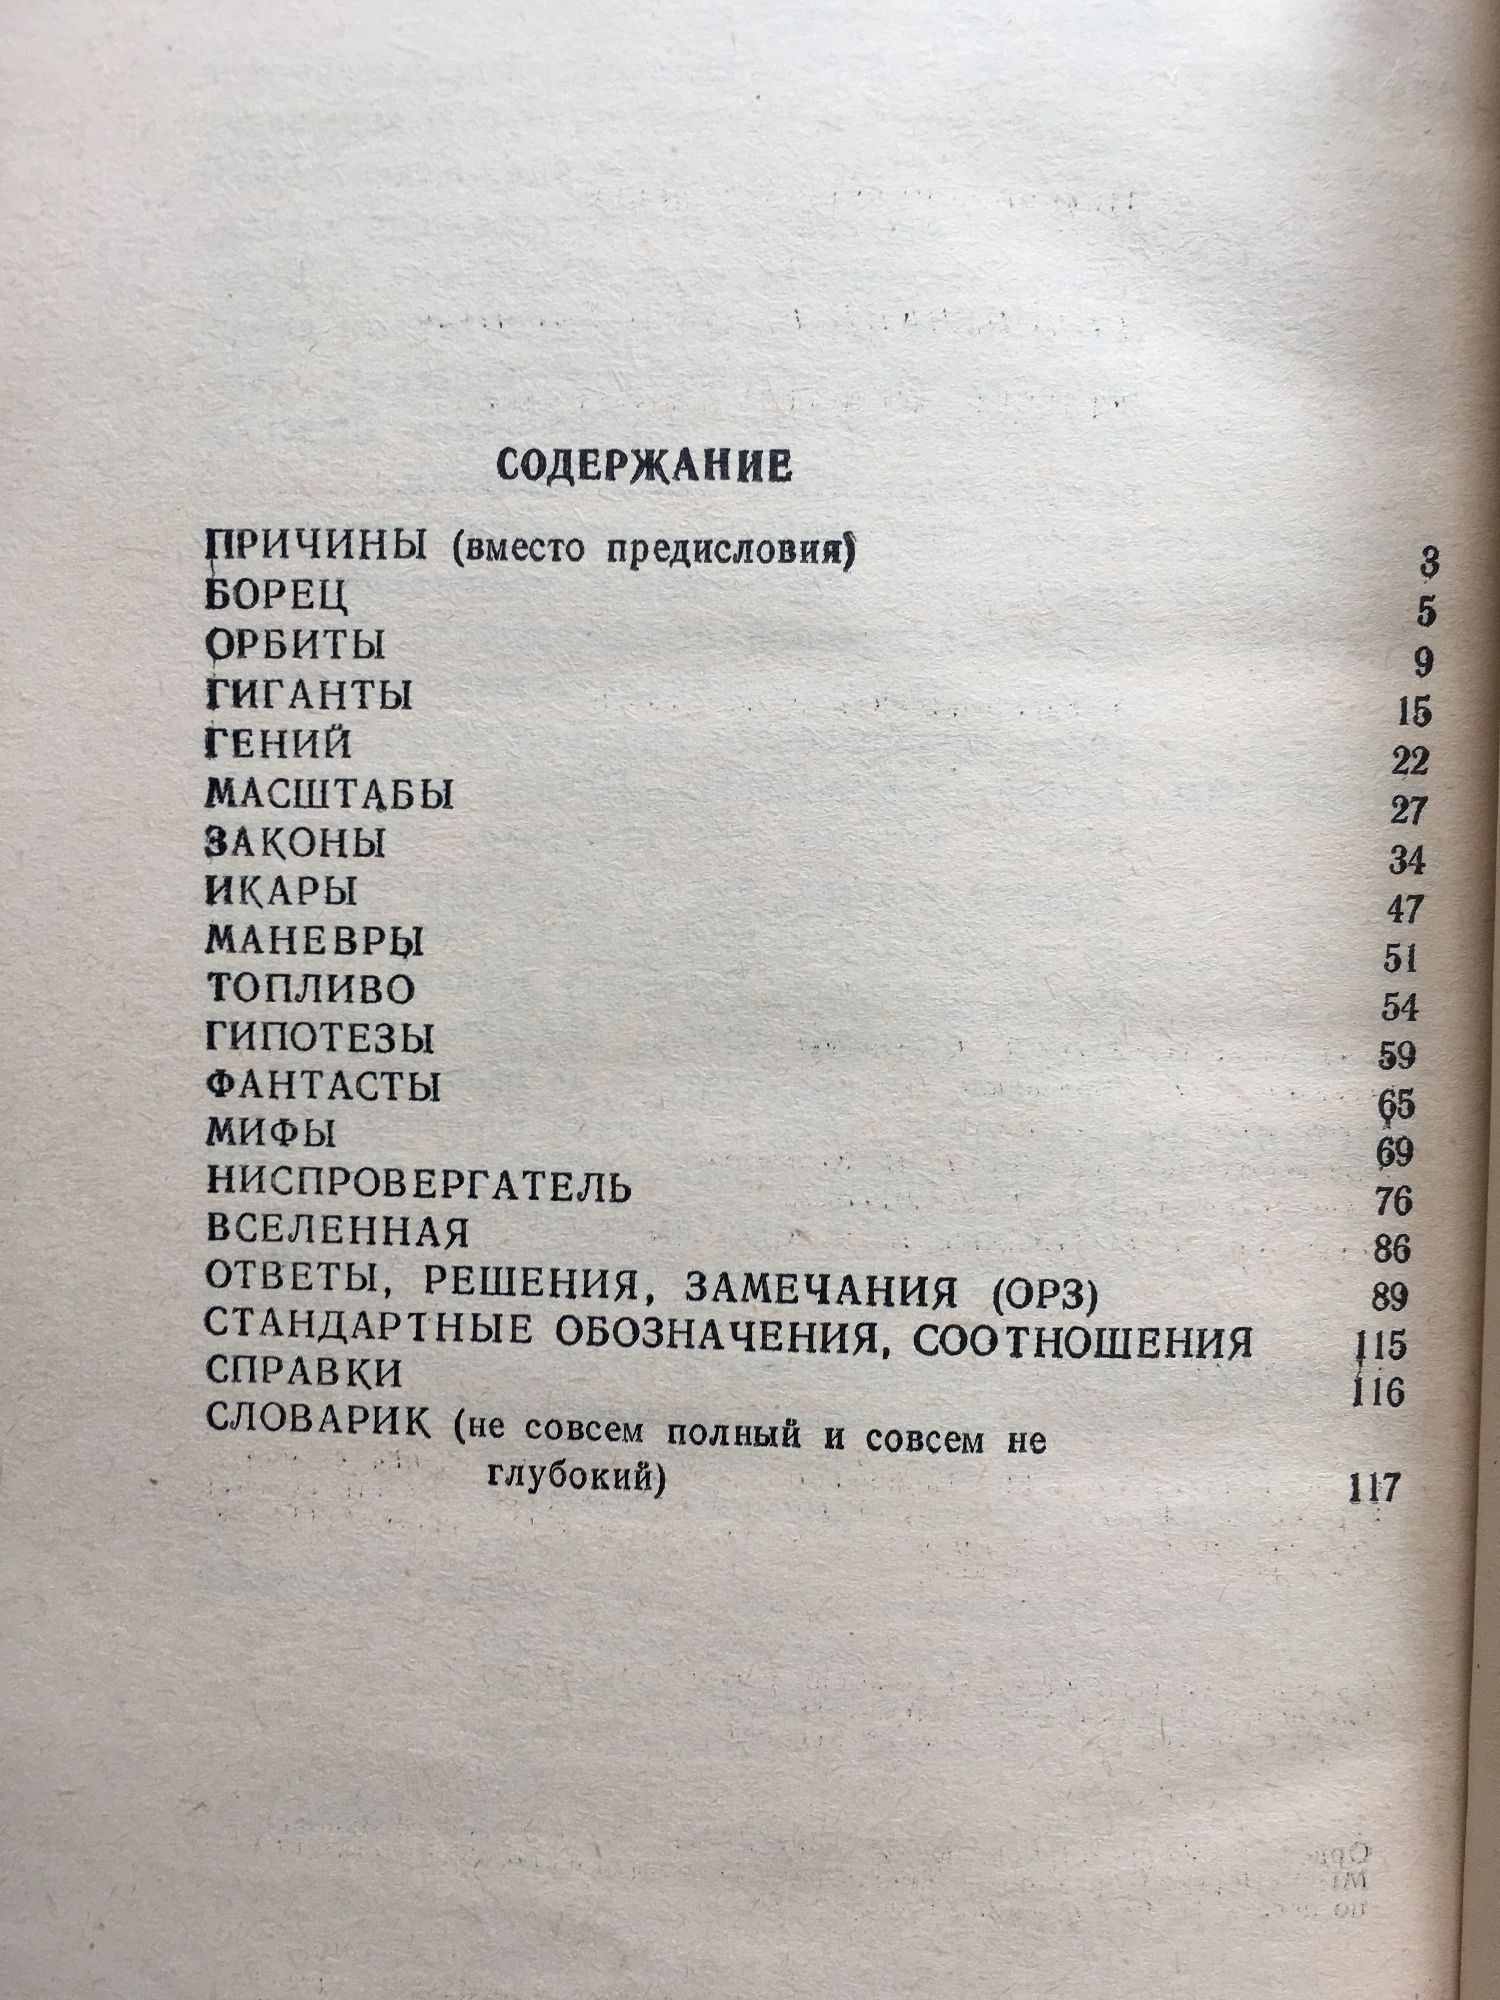 СОДЕРЖАНИЕ
ПРИЧИНЫ (вместо предисловия) 3
БОРЕЦ 5
ОРБИТЫ 9
ГИГАНТЫ 15
ГЕНИЙ 22
МАСШТАБЫ 27
ЗАКОНЫ 34
ИКАРЫ 47
МАНЕВРЫ 51
ТОПЛИВО 54
ГИПОТЕЗЫ 59
ФАНТАСТЫ 65
МИФЫ 69
НИСПРОВЕРГАТЕЛЬ 76
ВСЕЛЕННАЯ 86
ОТВЕТЫ, РЕШЕНИЯ, ЗАМЕЧАНИЯ (ОРЗ) 89
СТАНДАРТНЫЕ ОБОЗНАЧЕНИЯ, СООТНОШЕНИЯ 115
СПРАВКИ 116
СЛОВАРИК (не совсем полный и совсем не
глубокий) 117